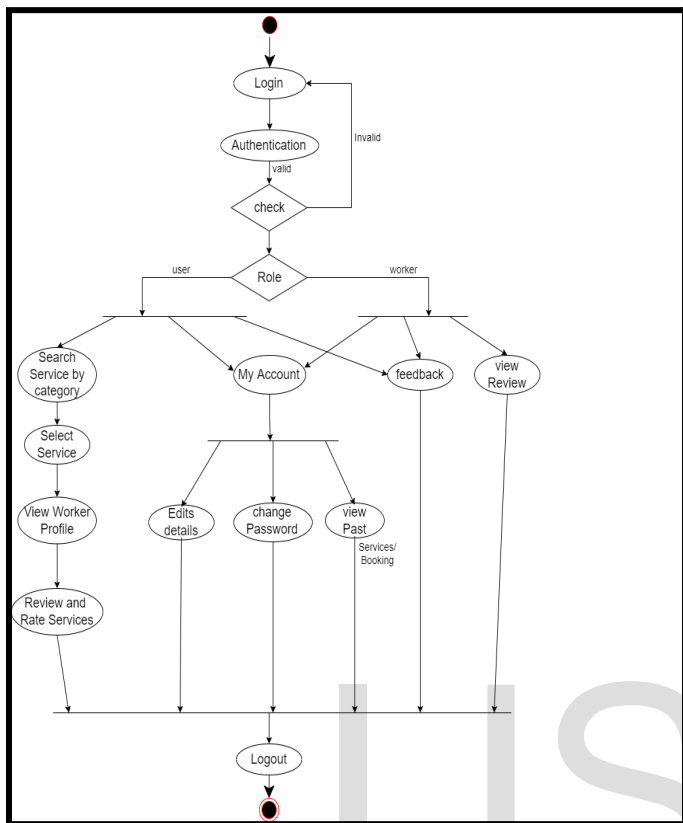 Login
Invalid
Authentication
valid
check
user
Role
worker
Search
Service by
category
My Account
feedback
view
Review
Select
Service
View Worker
Profile
Edits
details
change
Password
view
Past
Services/
Booking
Review and
Rate Services
Logout
US